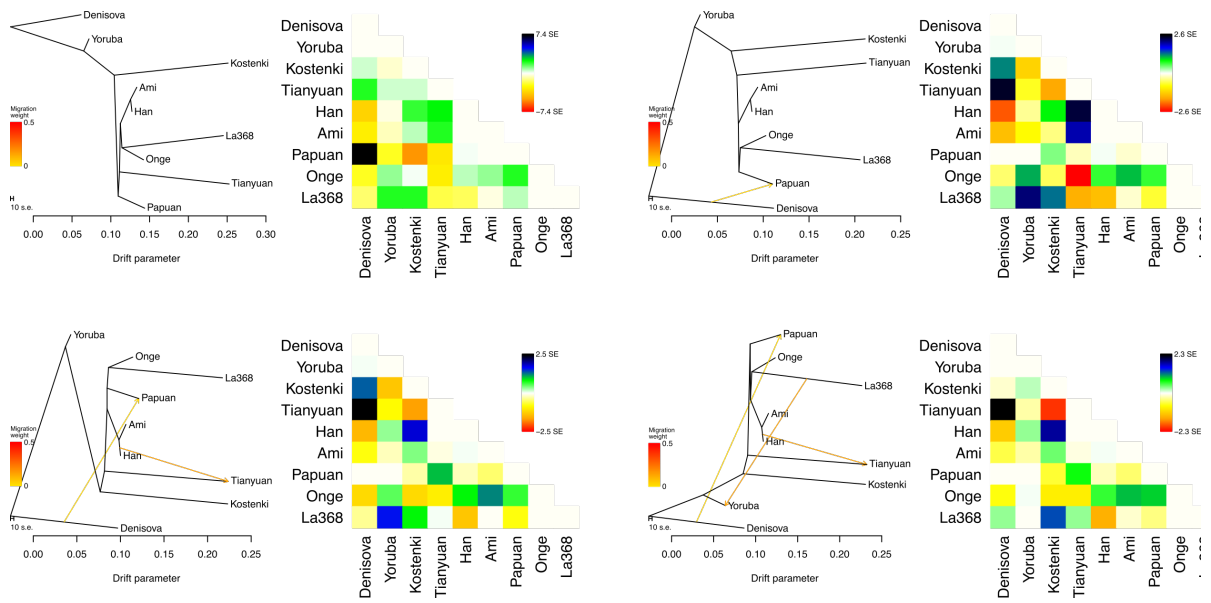 Denisova
Yoruba
Kostenki
Ami
Han
La368
Onge
Tianyuan
Papuan
Migration
weight
0.5
0
10 s.e.
0.00 0.05 0.10 0.15 0.20 0.25 0.30
Drift parameter
Denisova
Yoruba
Kostenki
Tianyuan
Han
Ami
Papuan
Onge
La368
Denisova Yoruba Kostenki Tianyuan Han Ami Papuan Onge La368
7.4 SE
−7.4 SE
Yoruba
Kostenki
Tianyuan
Ami
Han
Onge
La368
Papuan
Denisova
Migration
weight
0.5
0
10 s.e.
0.00 0.05 0.10 0.15 0.20 0.25
Drift parameter
Denisova
Yoruba
Kostenki
Tianyuan
Han
Ami
Papuan
Onge
La368
Denisova Yoruba Kostenki Tianyuan Han Ami Papuan Onge
2.6 SE
−2.6 SE
Yoruba
Onge
La368
Papuan
Ami
Han
Tianyuan
Kostenki
Denisova
Migration
weight
0.5
0
10 s.e.
0.00 0.05 0.10 0.15 0.20 0.25
Drift parameter
Denisova
Yoruba
Kostenki
Tianyuan
Han
Ami
Papuan
Onge
La368
Denisova Yoruba Kostenki Tianyuan Han Ami Papuan Onge La368
2.5 SE
−2.5 SE
Papuan
Onge
La368
Ami
Han
Tianyuan
Kostenki
Yoruba
Denisova
Migration
weight
0.5
0
10 s.e.
0.00 0.05 0.10 0.15 0.20 0.25
Drift parameter
Denisova
Yoruba
Kostenki
Tianyuan
Han
Ami
Papuan
Onge
La368
Denisova Yoruba Kostenki Tianyuan Han Ami Papuan Onge
2.3 SE
−2.3 SE